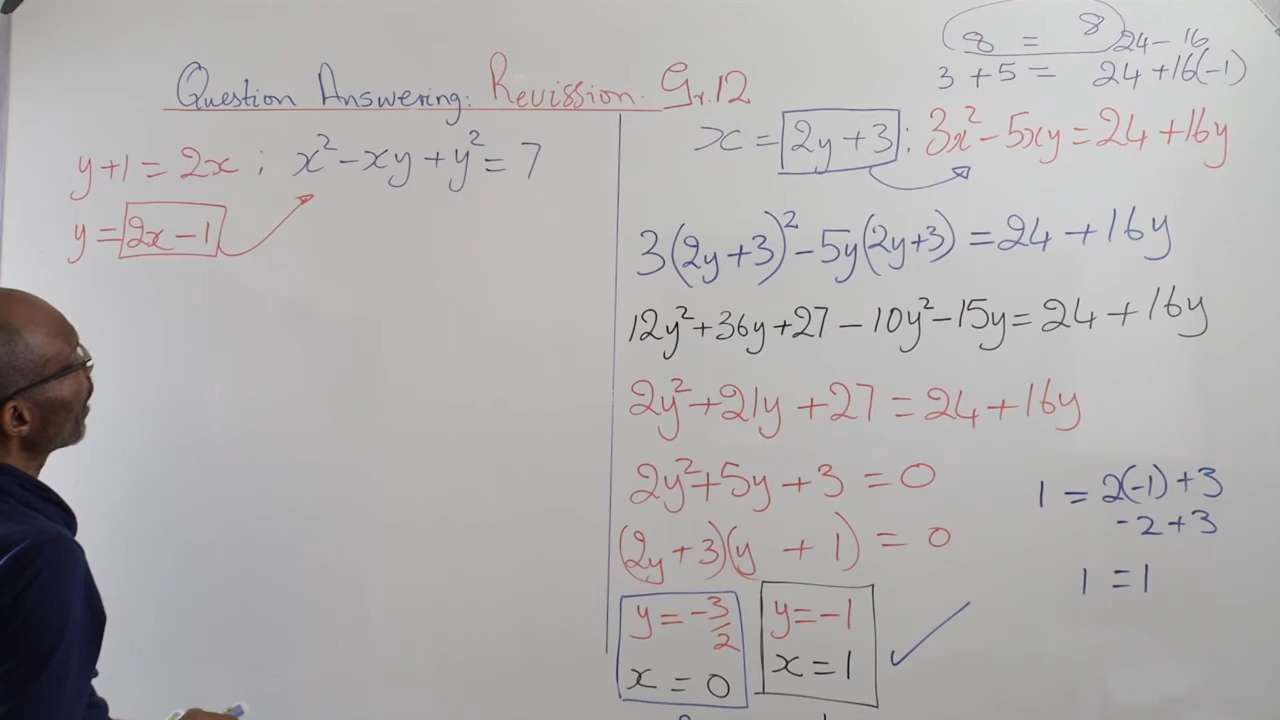 Question Answering: Revission. Gr.12
y+1 = 2x ; x² - xy + y² = 7
y = 2x - 1
8 = 8 24 - 16
3 + 5 = 24 + 16(-1)
x = 2y + 3 : 3x² - 5xy = 24 + 16y
3(2y + 3)² - 5y(2y + 3) = 24 + 16y
12y² + 36y + 27 - 10y² - 15y = 24 + 16y
2y² + 21y + 27 = 24 + 16y
2y² + 5y + 3 = 0
(2y + 3)(y + 1) = 0
y = -3/2
x = 0
y = -1
x = 1
1 = 2(-1) + 3
-2 + 3
1 = 1